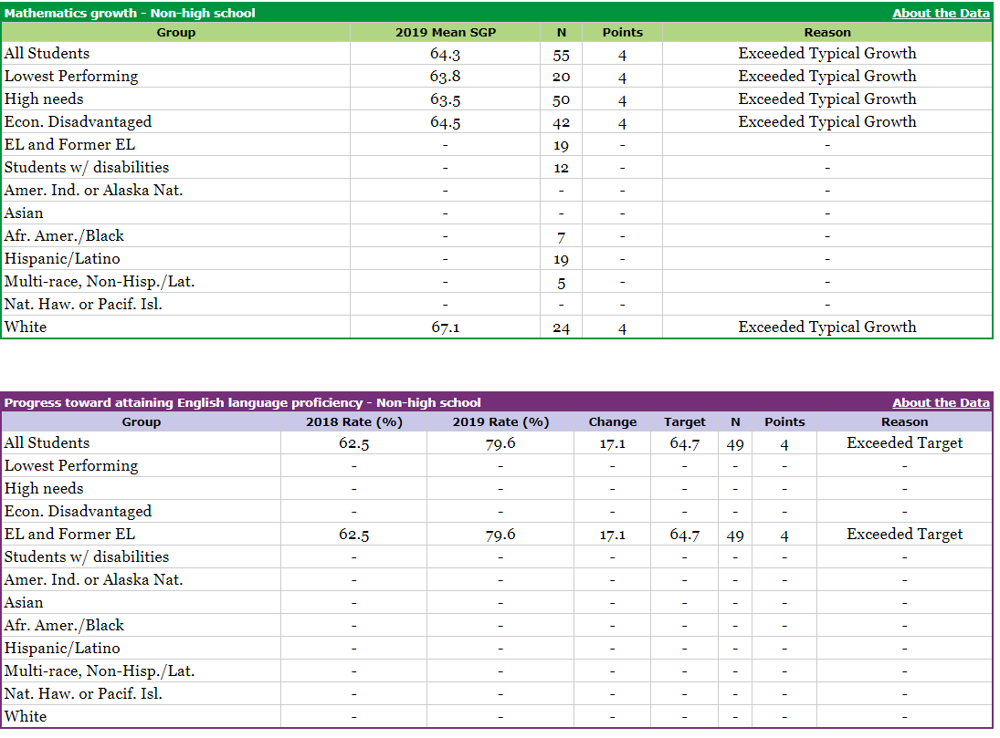 Mathematics growth - Non-high school About the Data
Group 2019 Mean SGP N Points Reason
All Students 64.3 55 4 Exceeded Typical Growth
Lowest Performing 63.8 20 4 Exceeded Typical Growth
High needs 63.5 50 4 Exceeded Typical Growth
Econ. Disadvantaged 64.5 42 4 Exceeded Typical Growth
EL and Former EL - 19 - -
Students w/ disabilities - 12 - -
Amer. Ind. or Alaska Nat. - - - -
Asian - - - -
Afr. Amer./Black - 7 - -
Hispanic/Latino - 19 - -
Multi-race, Non-Hisp./Lat. - 5 - -
Nat. Haw. or Pacif. Isl. - - - -
White 67.1 24 4 Exceeded Typical Growth
Progress toward attaining English language proficiency - Non-high school About the Data
Group 2018 Rate (%) 2019 Rate (%) Change Target N Points Reason
All Students 62.5 79.6 17.1 64.7 49 4 Exceeded Target
Lowest Performing - - - - - - -
High needs - - - - - - -
Econ. Disadvantaged - - - - - - -
EL and Former EL 62.5 79.6 17.1 64.7 49 4 Exceeded Target
Students w/ disabilities - - - - - - -
Amer. Ind. or Alaska Nat. - - - - - - -
Asian - - - - - - -
Afr. Amer./Black - - - - - - -
Hispanic/Latino - - - - - - -
Multi-race, Non-Hisp./Lat. - - - - - - -
Nat. Haw. or Pacif. Isl. - - - - - - -
White - - - - - - -